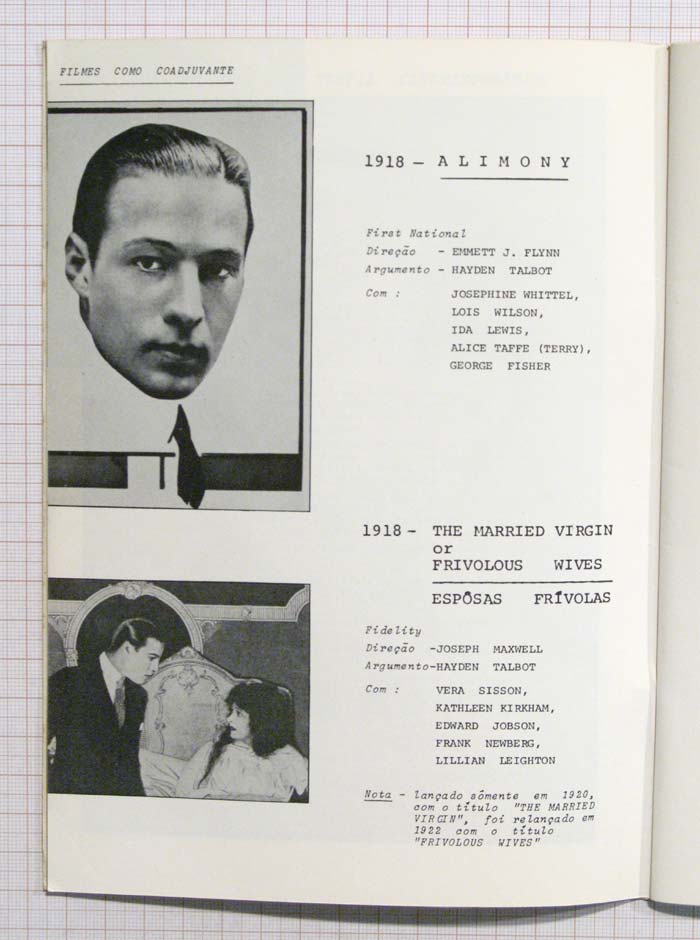 FILMES COMO COADJUVANTE
1918 - ALIMONY
First National
Direção - EMMETT J. FLYNN
Argumento - HAYDEN TALBOT
Com : JOSEPHINE WHITTEL,
LOIS WILSON,
IDA LEWIS,
ALICE TAFFE (TERRY),
GEORGE FISHER
1918 - THE MARRIED VIRGIN
or
FRIVOLOUS WIVES
ESPÔSAS FRÍVOLAS
Fidelity
Direção -JOSEPH MAXWELL
Argumento-HAYDEN TALBOT
Com : VERA SISSON,
KATHLEEN KIRKHAM,
EDWARD JOBSON,
FRANK NEWBERG,
LILLIAN LEIGHTON
Nota - lançado sòmente em 1920,
com o título "THE MARRIED
VIRGIN", foi relançado em
1922 com o título
"FRIVOLOUS WIVES"